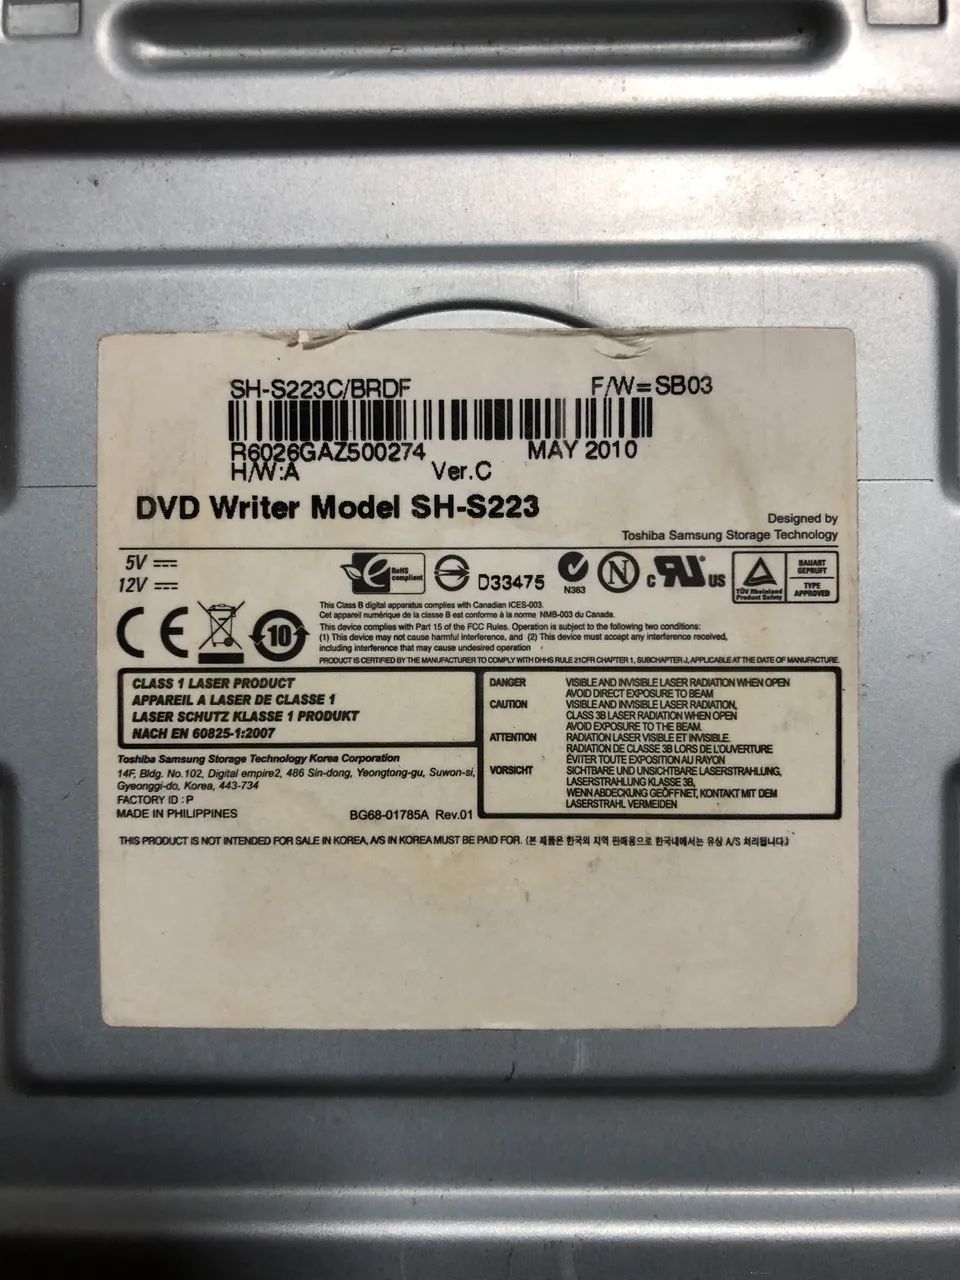 SH-S223C/BRDF F/W=SB03
R6026GAZ500274 MAY 2010
H/W:A Ver.C
DVD Writer Model SH-S223
Designed by
Toshiba Samsung Storage Technology
5V
12V
RoHS
compliant
D33475
N363
N
c RU US
TÜV Rheinland
Product Safety
BAUART
GEPRÜFT
TYPE
APPROVED
CE
10
This Class B digital apparatus complies with Canadian ICES-003.
Cet appareil numérique de la classe B est conforme à la norme NMB-003 du Canada.
This device complies with Part 15 of the FCC Rules. Operation is subject to the following two conditions:
(1) This device may not cause harmful interference, and (2) This device must accept any interference received,
including interference that may cause undesired operation
PRODUCT IS CERTIFIED BY THE MANUFACTURER TO COMPLY WITH DHHS RULE 21CFR CHAPTER 1, SUBCHAPTER J, APPLICABLE AT THE DATE OF MANUFACTURE.
CLASS 1 LASER PRODUCT
APPAREIL A LASER DE CLASSE 1
LASER SCHUTZ KLASSE 1 PRODUKT
NACH EN 60825-1:2007
DANGER VISIBLE AND INVISIBLE LASER RADIATION WHEN OPEN
AVOID DIRECT EXPOSURE TO BEAM
CAUTION VISIBLE AND INVISIBLE LASER RADIATION,
CLASS 3B LASER RADIATION WHEN OPEN
AVOID EXPOSURE TO THE BEAM.
ATTENTION RADIATION LASER VISIBLE ET INVISIBLE.
RADIATION DE CLASSE 3B LORS DE L'OUVERTURE
ÉVITER TOUTE EXPOSITION AU RAYON
VORSICHT SICHTBARE UND UNSICHTBARE LASERSTRAHLUNG,
LASERSTRAHLUNG KLASSE 3B,
WENN ABDECKUNG GEÖFFNET, KONTAKT MIT DEM
LASERSTRAHL VERMEIDEN
Toshiba Samsung Storage Technology Korea Corporation
14F, Bldg. No.102, Digital empire2, 486 Sin-dong, Yeongtong-gu, Suwon-si,
Gyeonggi-do, Korea, 443-734
FACTORY ID : P
MADE IN PHILIPPINES BG68-01785A Rev.01
THIS PRODUCT IS NOT INTENDED FOR SALE IN KOREA, A/S IN KOREA MUST BE PAID FOR. (본 제품은 한국외 지역 판매용으로 한국내에서는 유상 A/S 처리됩니다.)